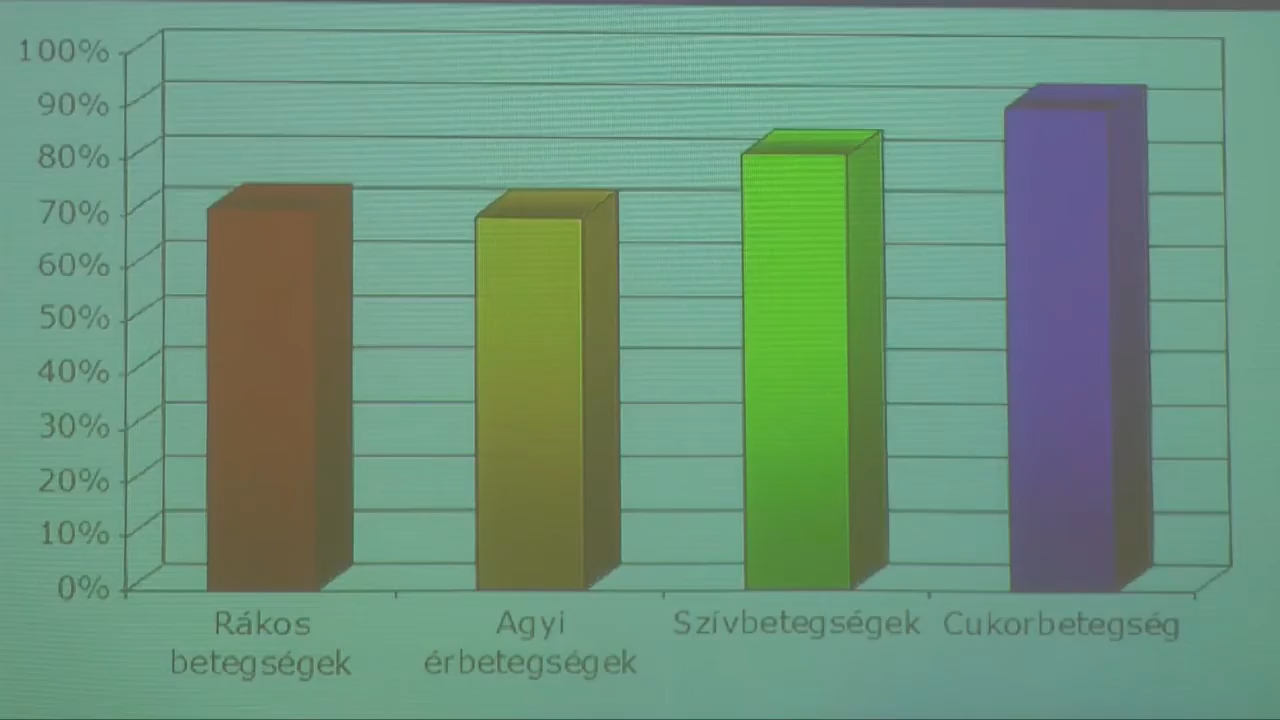 100%
90%
80%
70%
60%
50%
40%
30%
20%
10%
0%
Rákos
betegségek
Agyi
érbetegségek
Szívbetegségek
Cukorbetegség